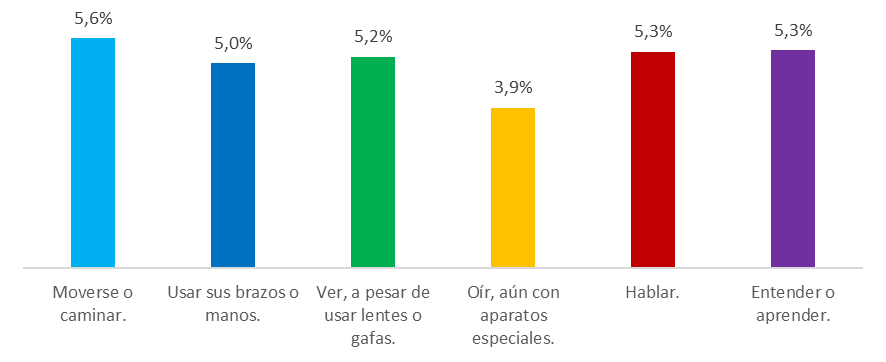 5,6%
5,0%
5,2%
3,9%
5,3%
5,3%
Moverse o
caminar.
Usar sus brazos o
manos.
Ver, a pesar de
usar lentes o
gafas.
Oír, aún con
aparatos
especiales.
Hablar.
Entender o
aprender.